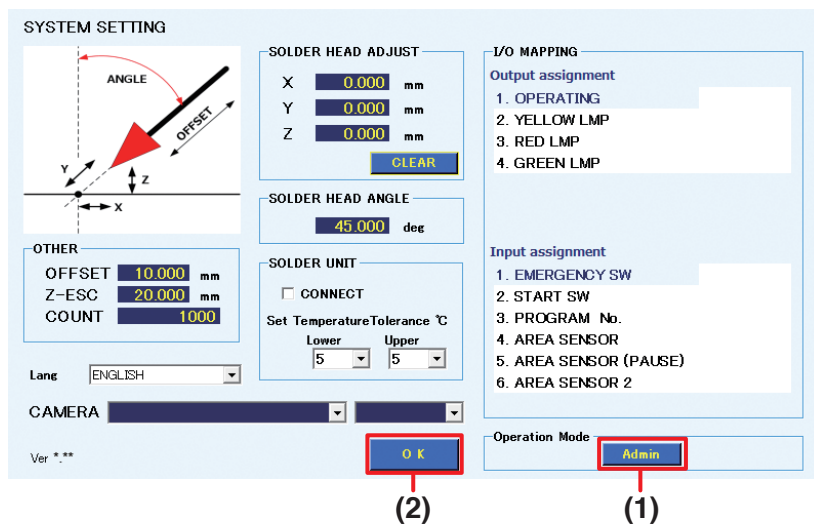 SYSTEM SETTING
ANGLE
OFFSET
Y
Z
X
OTHER
OFFSET 10.000 mm
Z-ESC 20.000 mm
COUNT 1000
Lang ENGLISH
CAMERA
Ver *.**
SOLDER HEAD ADJUST
X 0.000 mm
Y 0.000 mm
Z 0.000 mm
CLEAR
SOLDER HEAD ANGLE
45.000 deg
SOLDER UNIT
CONNECT
Set TemperatureTolerance ℃
Lower Upper
5 5
O K
I/O MAPPING
Output assignment
1. OPERATING
2. YELLOW LMP
3. RED LMP
4. GREEN LMP
Input assignment
1. EMERGENCY SW
2. START SW
3. PROGRAM No.
4. AREA SENSOR
5. AREA SENSOR (PAUSE)
6. AREA SENSOR 2
Operation Mode
Admin
(2) (1)